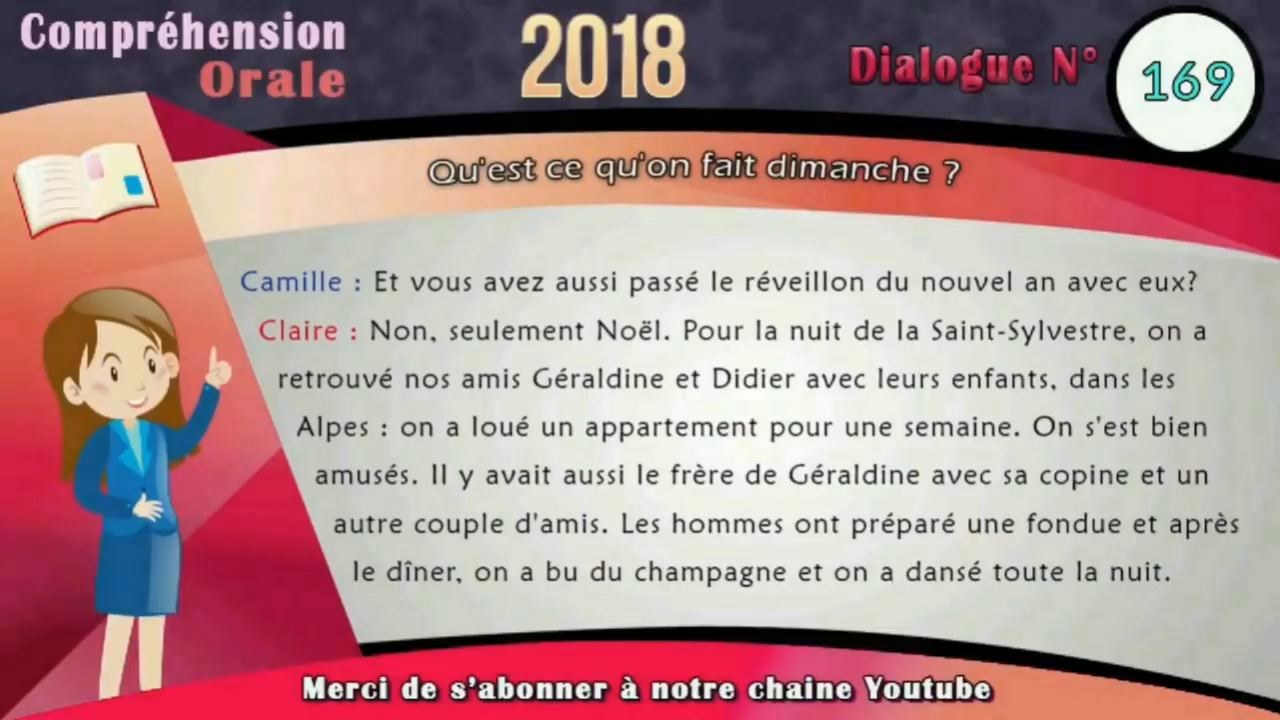 Compréhension
Orale
2018
Dialogue N°
169
Qu'est ce qu'on fait dimanche ?
Camille : Et vous avez aussi passé le réveillon du nouvel an avec eux?
Claire : Non, seulement Noël. Pour la nuit de la Saint-Sylvestre, on a
retrouvé nos amis Géraldine et Didier avec leurs enfants, dans les
Alpes : on a loué un appartement pour une semaine. On s'est bien
amusés. Il y avait aussi le frère de Géraldine avec sa copine et un
autre couple d'amis. Les hommes ont préparé une fondue et après
le dîner, on a bu du champagne et on a dansé toute la nuit.
Merci de s'abonner à notre chaine Youtube